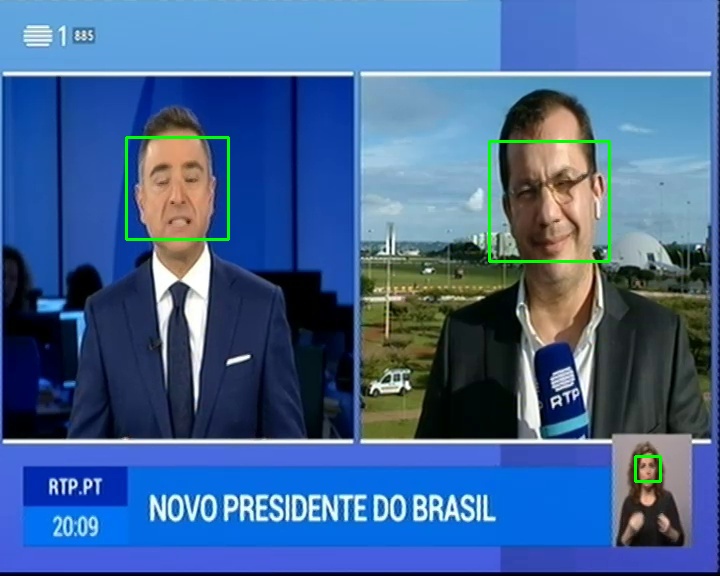 1 885
RTP
RTP.PT
20:09
NOVO PRESIDENTE DO BRASIL